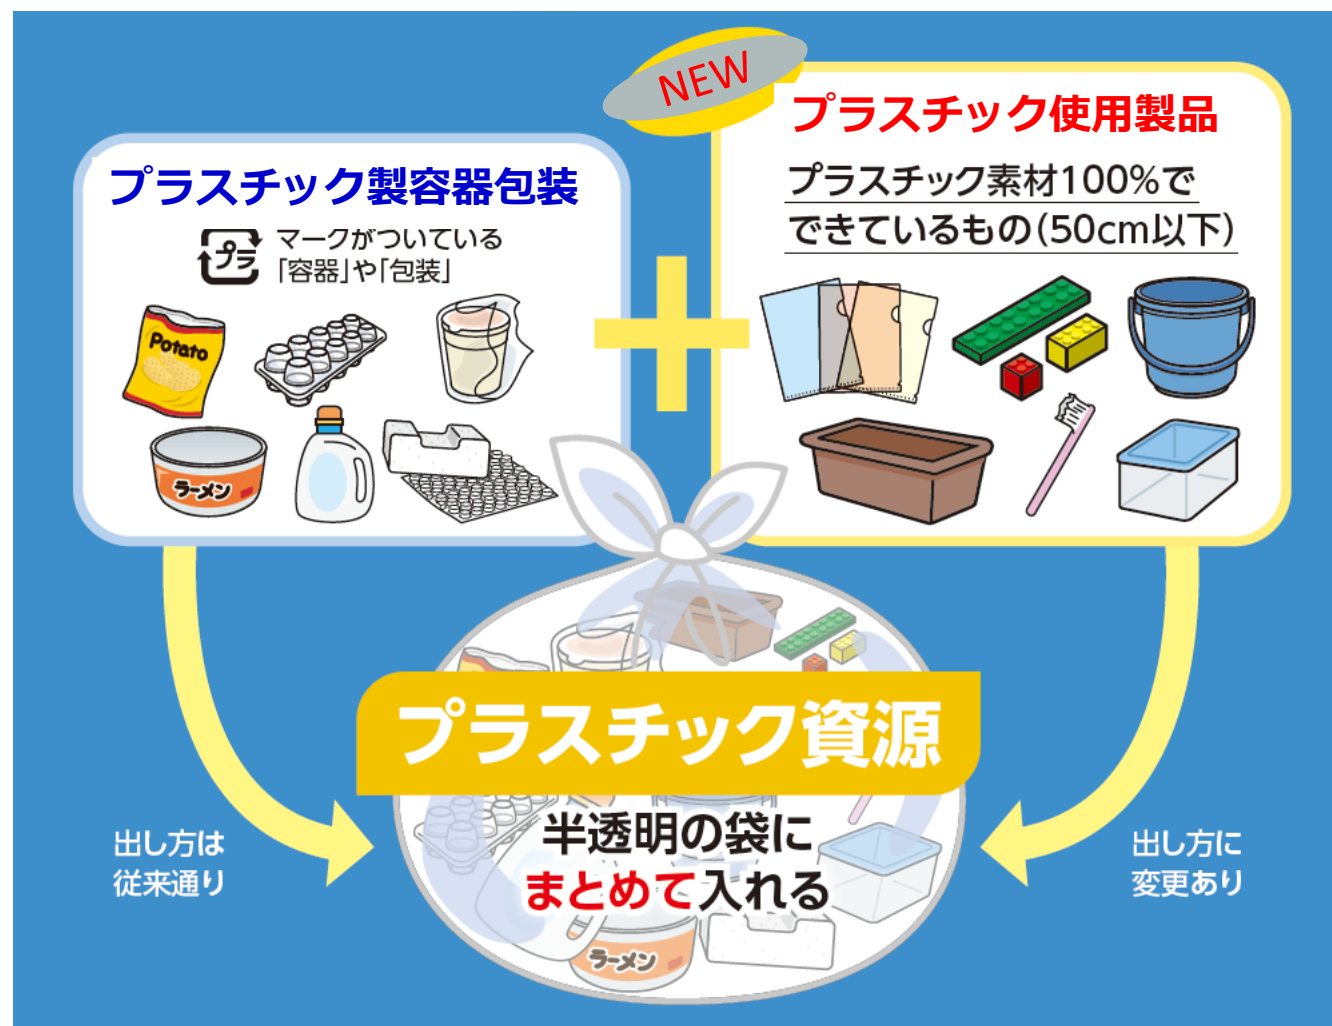 NEW
プラスチック製容器包装
プラ
マークがついている
「容器」や「包装」
Potato
ラーメン
プラスチック使用製品
プラスチック素材100%で
できているもの(50cm以下)
プラスチック資源
半透明の袋に
まとめて入れる
ラーメン
出し方は
従来通り
出し方に
変更あり